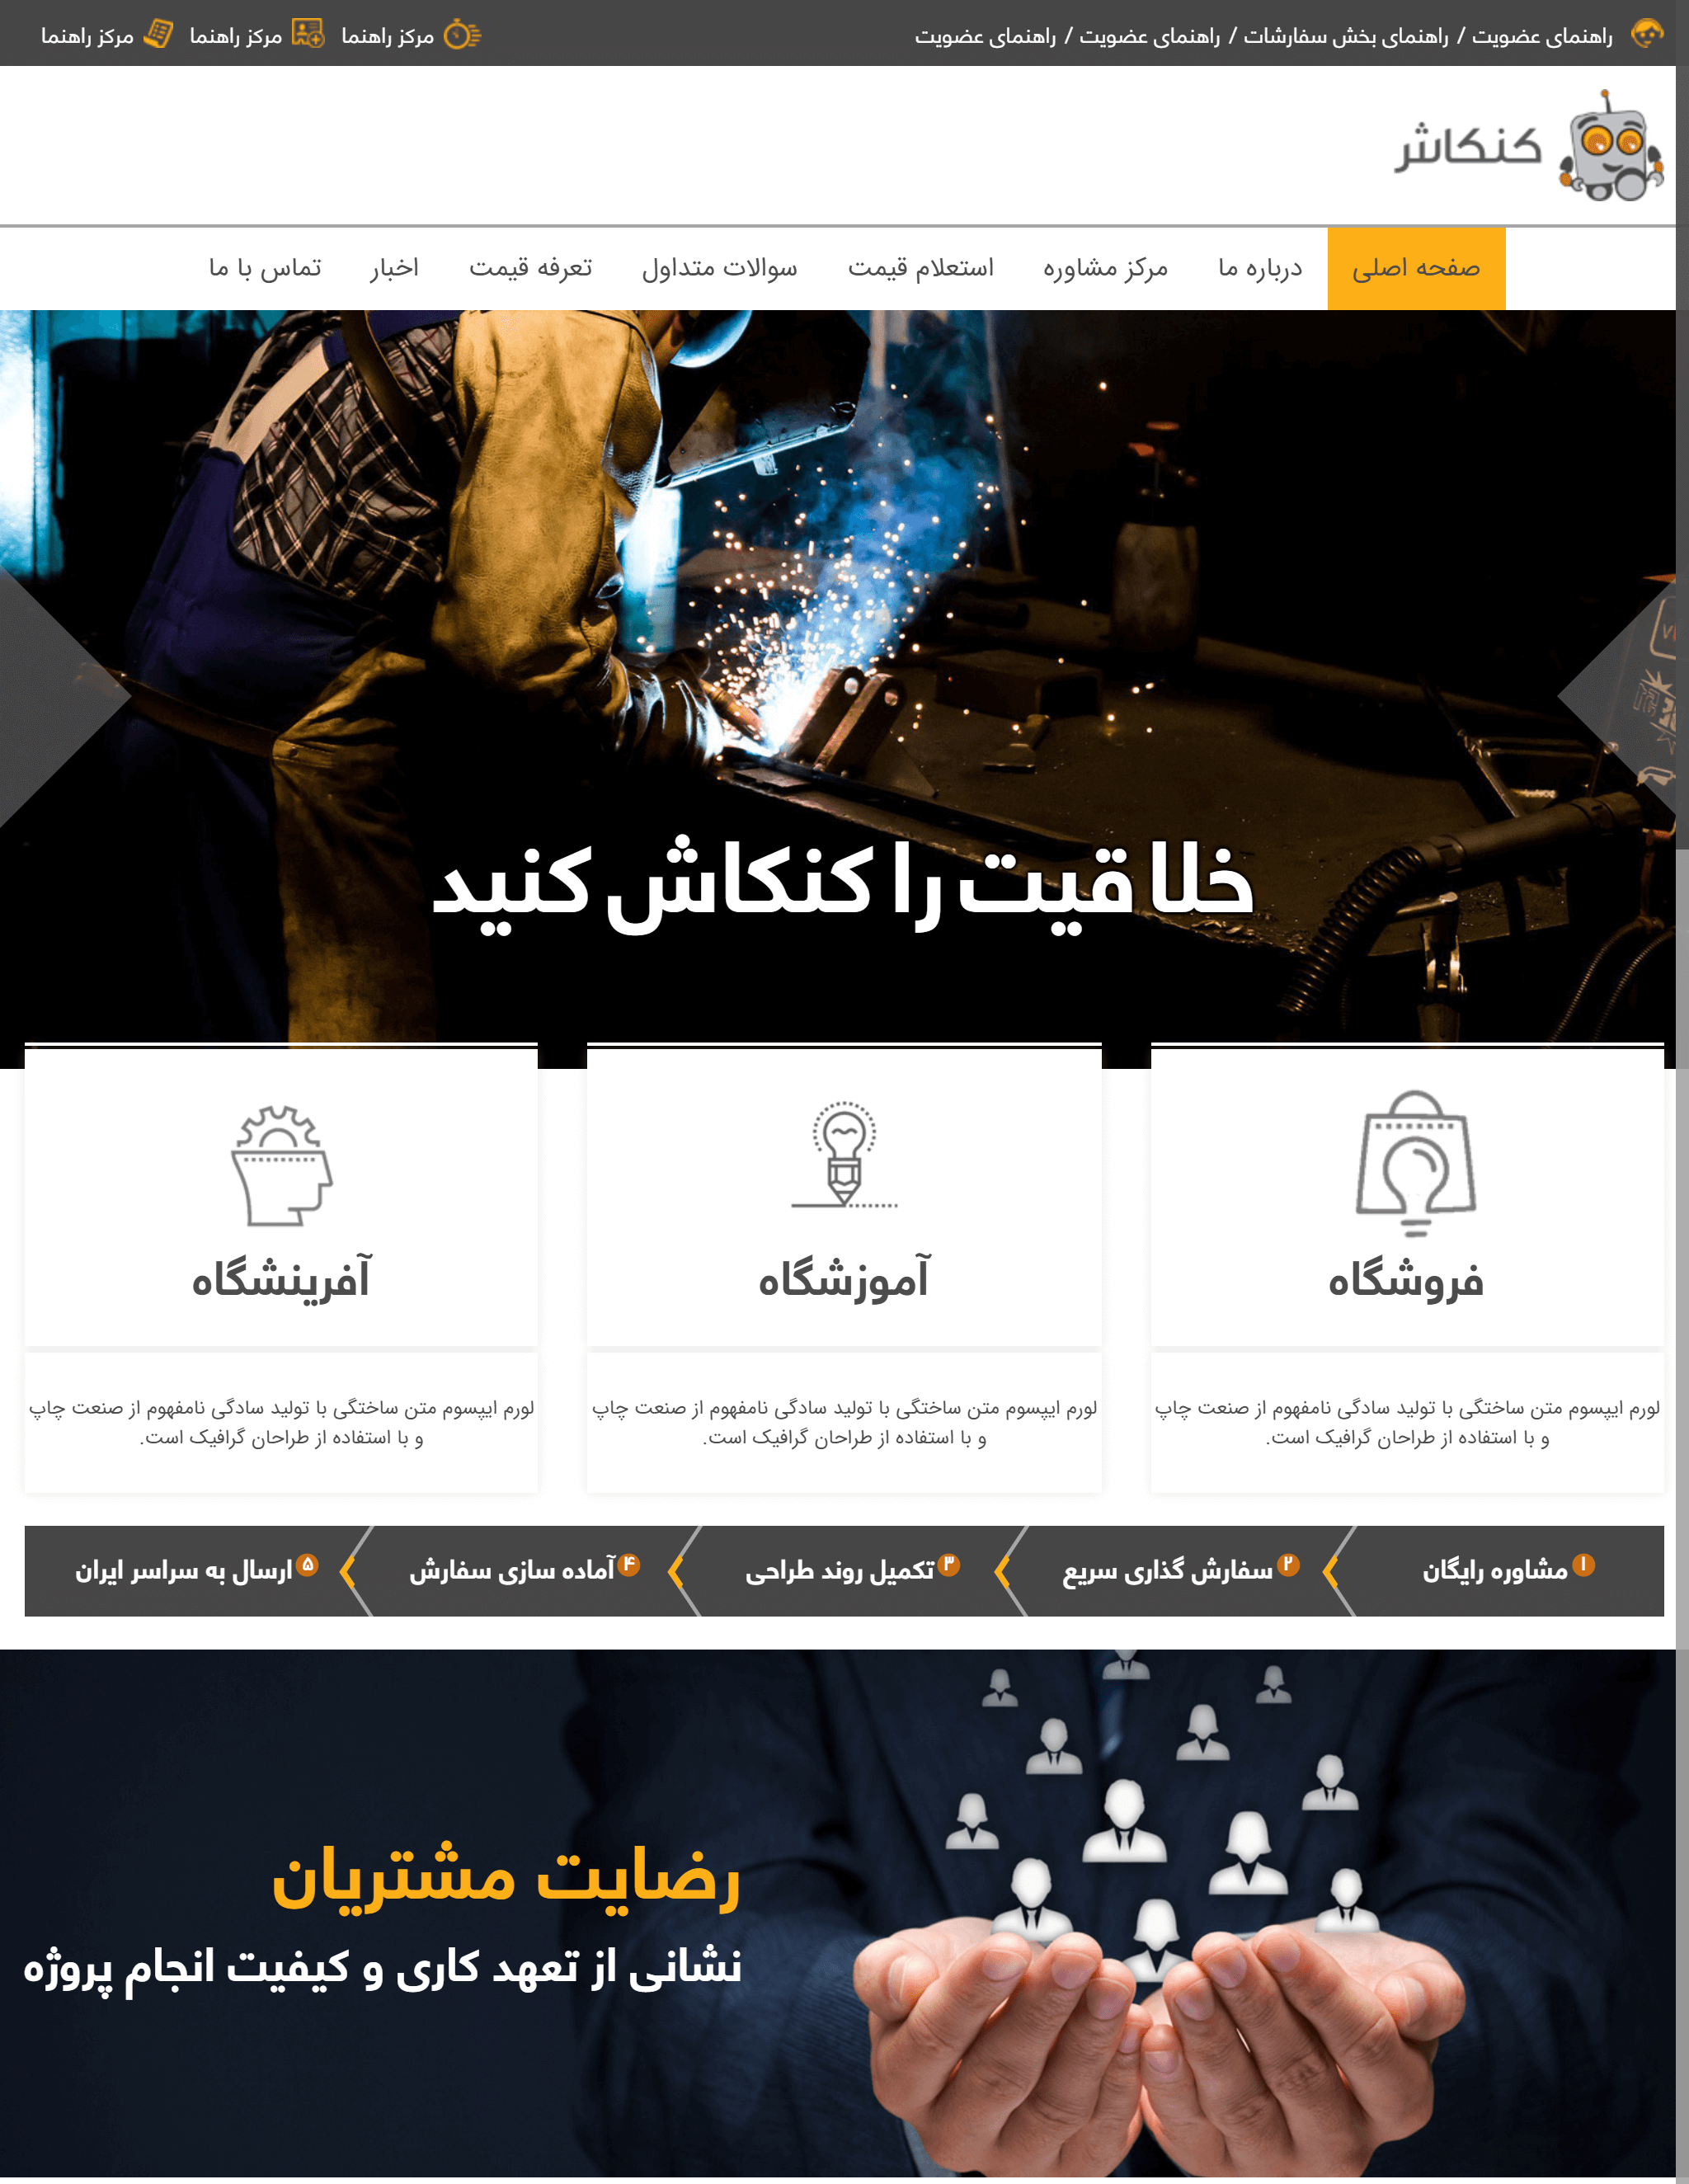 راهنمای عضویت / راهنمای بخش سفارشات / راهنمای عضویت / راهنمای عضویت
مرکز راهنما مرکز راهنما مرکز راهنما
کنکاش
صفحه اصلی درباره ما مرکز مشاوره استعلام قیمت سوالات متداول تعرفه قیمت اخبار تماس با ما
خلاقیت را کنکاش کنید
فروشگاه
لورم ایپسوم متن ساختگی با تولید سادگی نامفهوم از صنعت چاپ
و با استفاده از طراحان گرافیک است.
آموزشگاه
لورم ایپسوم متن ساختگی با تولید سادگی نامفهوم از صنعت چاپ
و با استفاده از طراحان گرافیک است.
آفرینشگاه
لورم ایپسوم متن ساختگی با تولید سادگی نامفهوم از صنعت چاپ
و با استفاده از طراحان گرافیک است.
۱ مشاوره رایگان
۲ سفارش گذاری سریع
۳ تکمیل روند طراحی
۴ آماده سازی سفارش
۵ ارسال به سراسر ایران
رضایت مشتریان
نشانی از تعهد کاری و کیفیت انجام پروژه